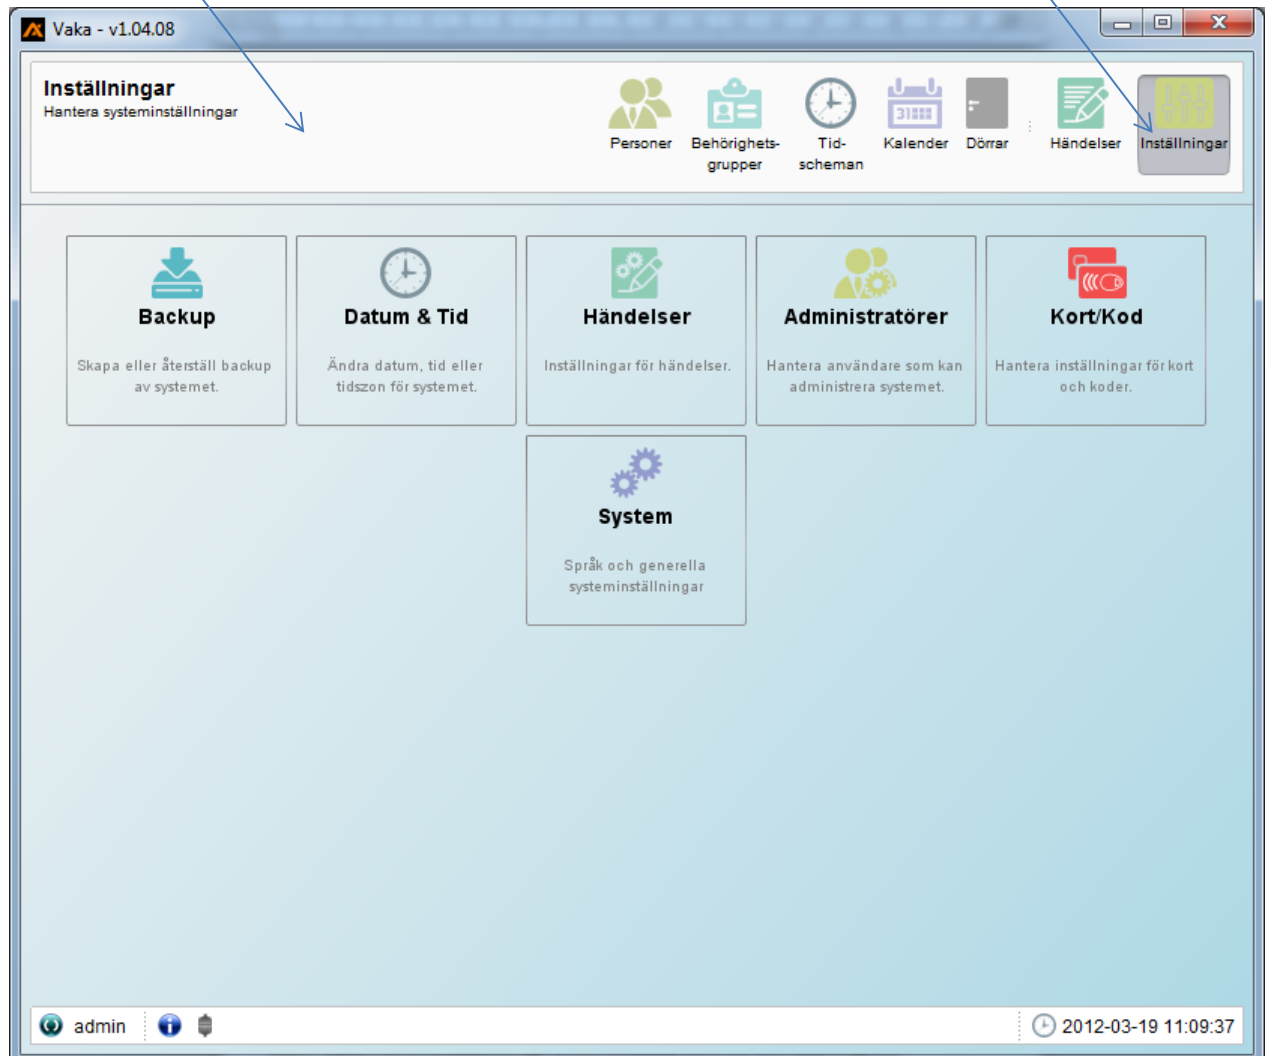 Vaka - v1.04.08
Inställningar
Hantera systeminställningar
Personer
Behörighets-
grupper
Tid-
scheman
31
Kalender
Dörrar
Händelser
Inställningar
Backup
Skapa eller återställ backup
av systemet.
Datum & Tid
Ändra datum, tid eller
tidszon för systemet.
Händelser
Inställningar för händelser.
Administratörer
Hantera användare som kan
administrera systemet.
Kort/Kod
Hantera inställningar för kort
och koder.
System
Språk och generella
systeminställningar
admin
2012-03-19 11:09:37